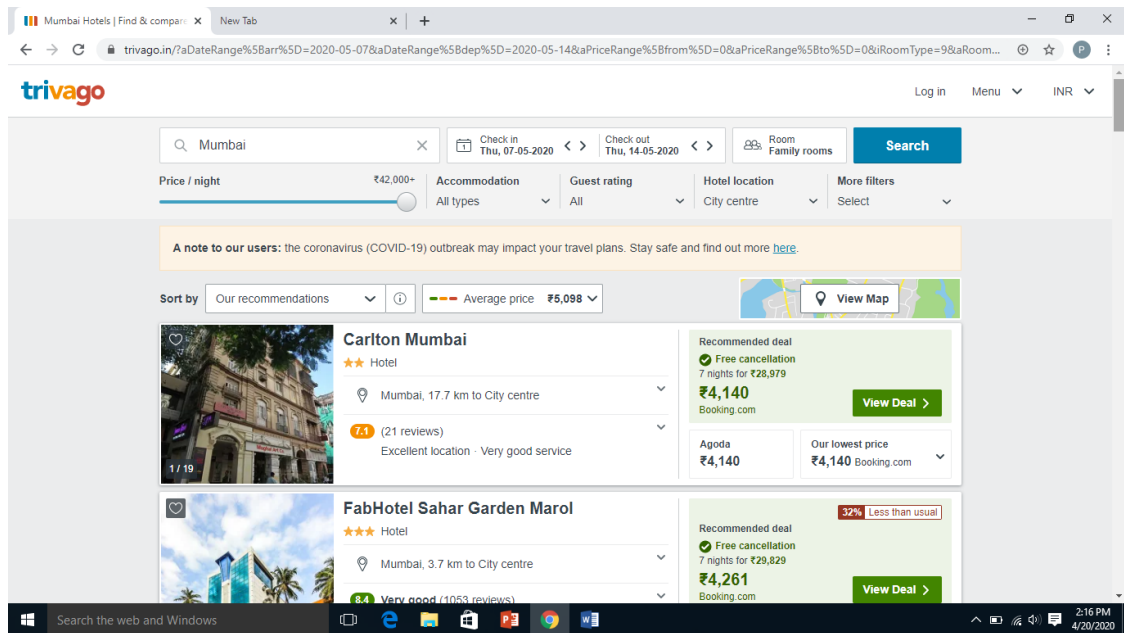 Mumbai Hotels | Find & compare
New Tab
trivago.in/?aDateRange%5Barr%5D=2020-05-07&aDateRange%5Bdep%5D=2020-05-14&aPriceRange%5Bfrom%5D=0&aPriceRange%5Bto%5D=0&iRoomType=9&aRoom...
P
trivago
Log in Menu INR
Mumbai
Check in
Thu, 07-05-2020
Check out
Thu, 14-05-2020
Room
Family rooms
Search
Price / night ₹42,000+
Accommodation
All types
Guest rating
All
Hotel location
City centre
More filters
Select
A note to our users: the coronavirus (COVID-19) outbreak may impact your travel plans. Stay safe and find out more here.
Sort by Our recommendations
Average price ₹5,098
View Map
1 / 19
Carlton Mumbai
Hotel
Mumbai, 17.7 km to City centre
7.1 (21 reviews)
Excellent location · Very good service
Recommended deal
Free cancellation
7 nights for ₹28,979
₹4,140
Booking.com
View Deal
Agoda
₹4,140
Our lowest price
₹4,140 Booking.com
FabHotel Sahar Garden Marol
Hotel
Mumbai, 3.7 km to City centre
8.4 Very good (1053 reviews)
32% Less than usual
Recommended deal
Free cancellation
7 nights for ₹29,829
₹4,261
Booking.com
View Deal
Search the web and Windows
2:16 PM
4/20/2020